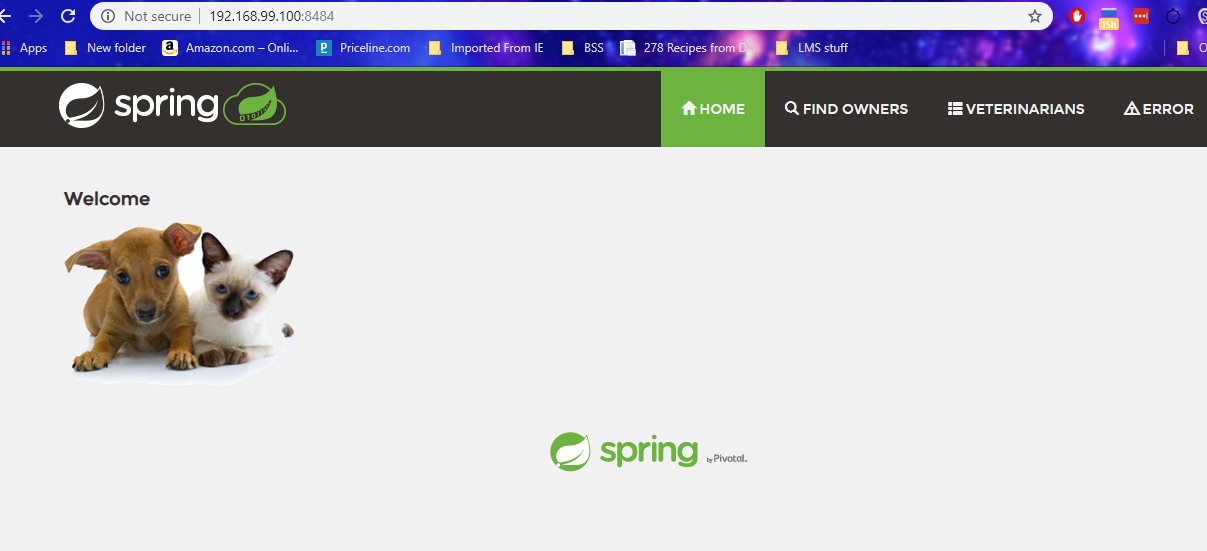 Not secure 192.168.99.100:8484
15h
Apps New folder Amazon.com – Onli... Priceline.com Imported From IE BSS 278 Recipes from D... LMS stuff O
spring HOME FIND OWNERS VETERINARIANS ERROR
Welcome
spring by Pivotal